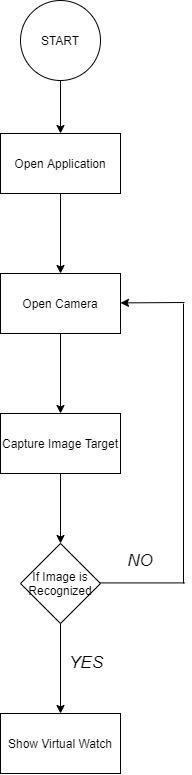 START
Open Application
Open Camera
Capture Image Target
If Image is
Recognized
NO
YES
Show Virtual Watch